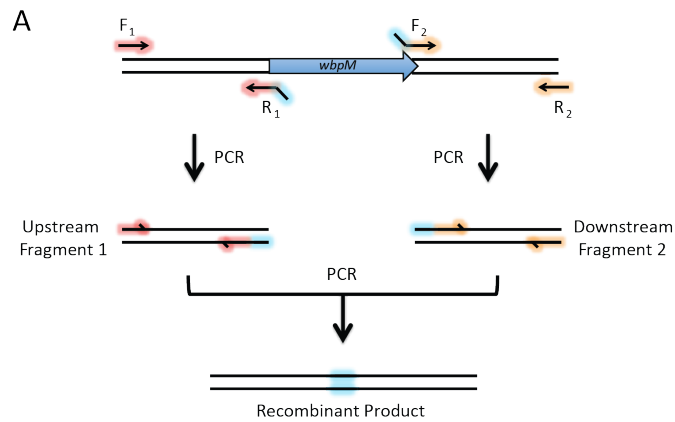 A
F1
F2
wbpM
R1
R2
PCR
PCR
Upstream
Fragment 1
Downstream
Fragment 2
PCR
Recombinant Product